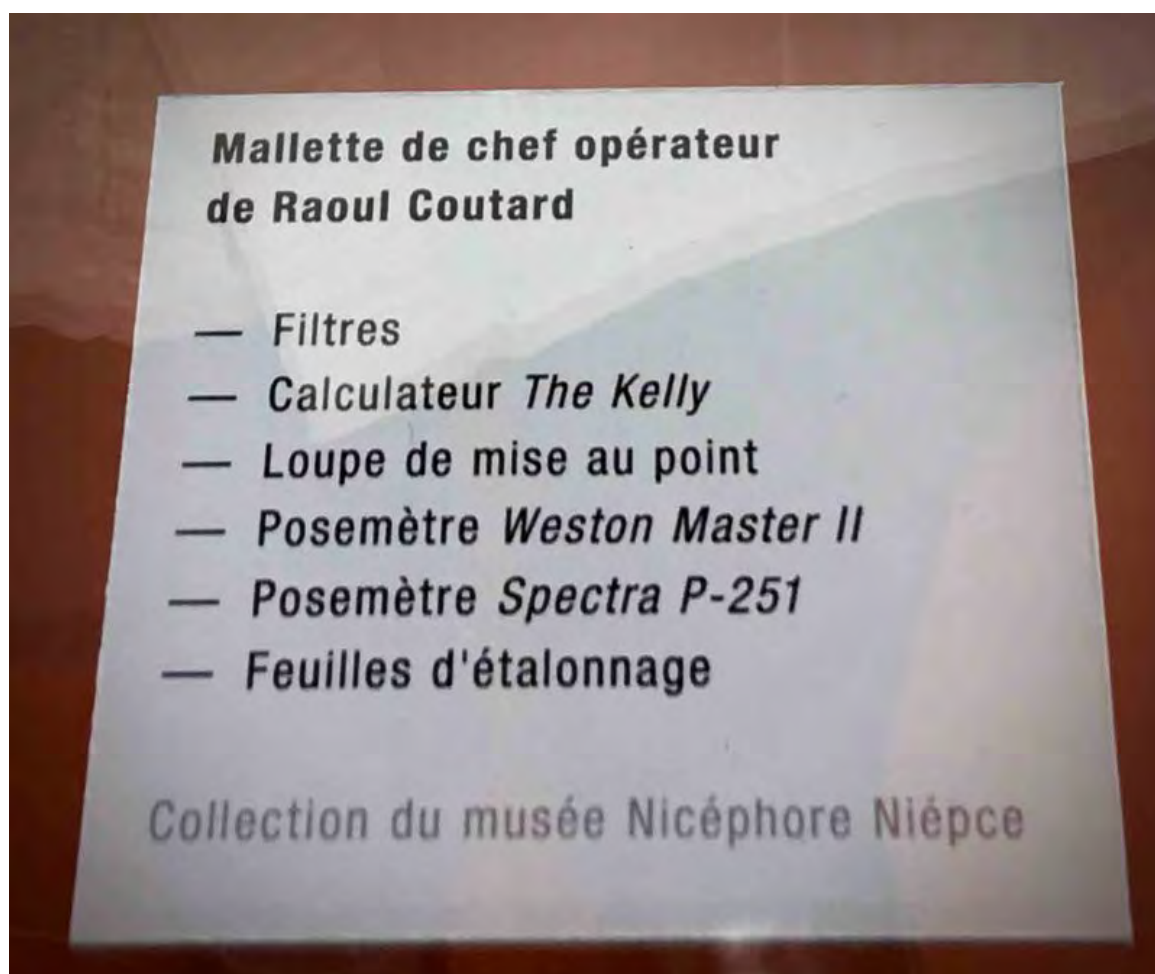 Mallette de chef opérateur
de Raoul Coutard
— Filtres
— Calculateur The Kelly
— Loupe de mise au point
— Posemètre Weston Master II
— Posemètre Spectra P-251
— Feuilles d'étalonnage
Collection du musée Nicéphore Niépce